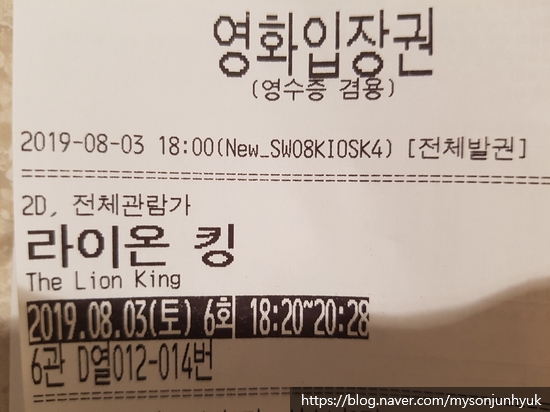 영화입장권
(영수증 겸용)
2019-08-03 18:00(New_SW08KIOSK4) [전체발권]
================================================
2D, 전체관람가
라이온 킹
The Lion King
2019.08.03(토) 6회 18:20~20:28
6관 D열012-014번
https://blog.naver.com/mysonjunhyuk